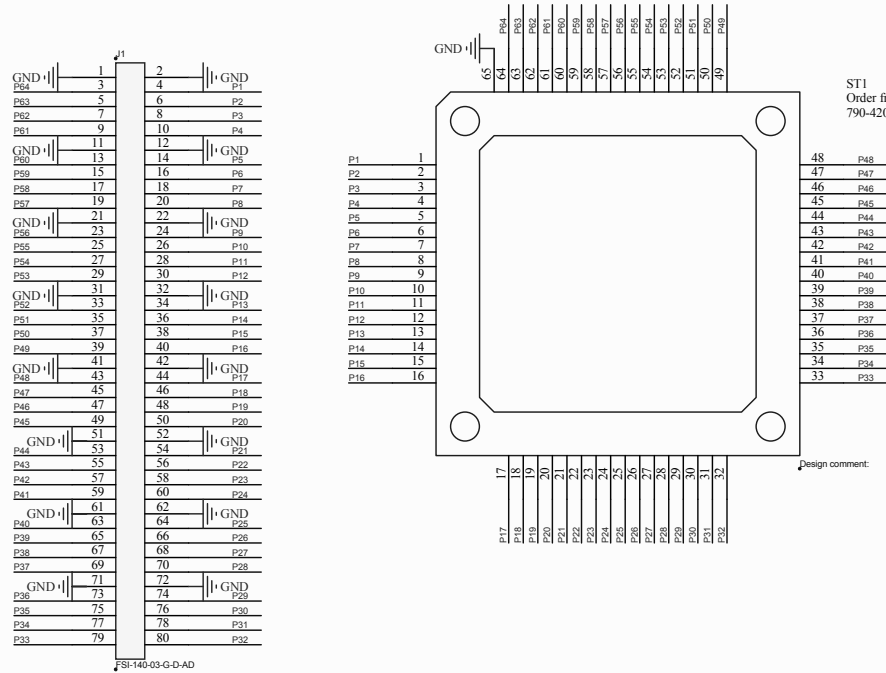 J1
GND 1 2 GND
P64 3 4 P1
P63 5 6 P2
P62 7 8 P3
P61 9 10 P4
GND 11 12 GND
P60 13 14 P5
P59 15 16 P6
P58 17 18 P7
P57 19 20 P8
GND 21 22 GND
P56 23 24 P9
P55 25 26 P10
P54 27 28 P11
P53 29 30 P12
GND 31 32 GND
P52 33 34 P13
P51 35 36 P14
P50 37 38 P15
P49 39 40 P16
GND 41 42 GND
P48 43 44 P17
P47 45 46 P18
P46 47 48 P19
P45 49 50 P20
GND 51 52 GND
P44 53 54 P21
P43 55 56 P22
P42 57 58 P23
P41 59 60 P24
GND 61 62 GND
P40 63 64 P25
P39 65 66 P26
P38 67 68 P27
P37 69 70 P28
GND 71 72 GND
P36 73 74 P29
P35 75 76 P30
P34 77 78 P31
P33 79 80 P32
FSI-140-03-G-D-AD
P64 P63 P62 P61 P60 P59 P58 P57 P56 P55 P54 P53 P52 P51 P50 P49
GND
65 64 63 62 61 60 59 58 57 56 55 54 53 52 51 50 49
ST1
Order fi
790-420
P1 1 48 P48
P2 2 47 P47
P3 3 46 P46
P4 4 45 P45
P5 5 44 P44
P6 6 43 P43
P7 7 42 P42
P8 8 41 P41
P9 9 40 P40
P10 10 39 P39
P11 11 38 P38
P12 12 37 P37
P13 13 36 P36
P14 14 35 P35
P15 15 34 P34
P16 16 33 P33
Design comment:
17 18 19 20 21 22 23 24 25 26 27 28 29 30 31 32
P17 P18 P19 P20 P21 P22 P23 P24 P25 P26 P27 P28 P29 P30 P31 P32